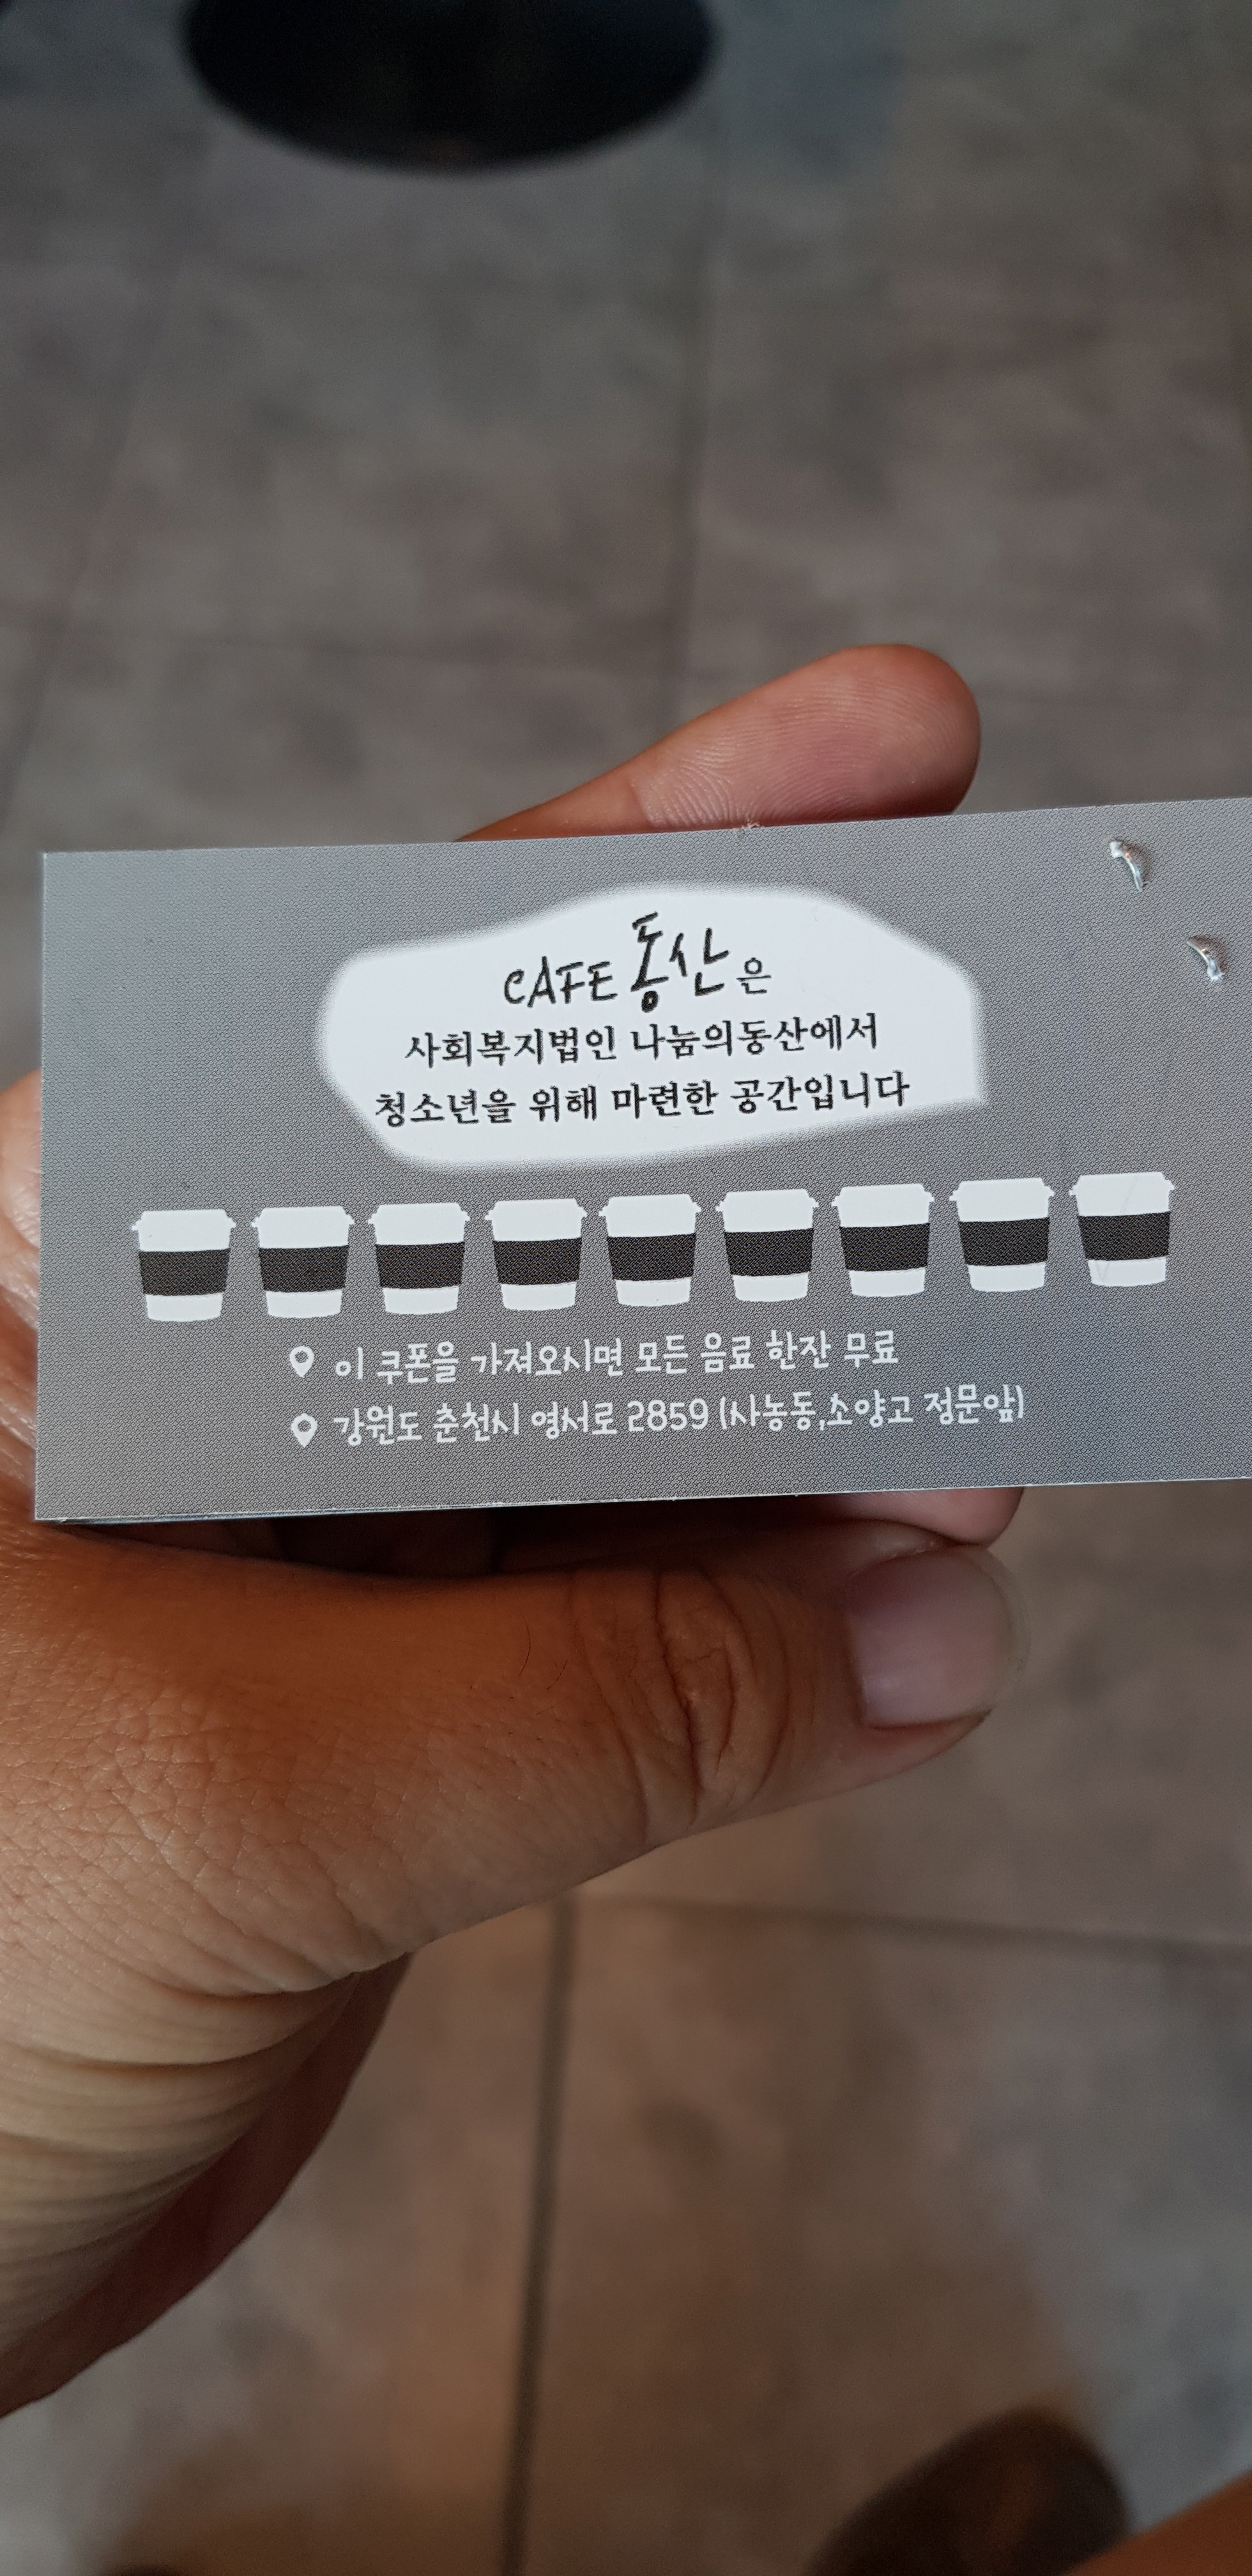 CAFE 동산은
사회복지법인 나눔의동산에서
청소년을 위해 마련한 공간입니다
이 쿠폰을 가져오시면 모든 음료 한잔 무료
강원도 춘천시 영서로 2859 (사농동,소양고 정문앞)